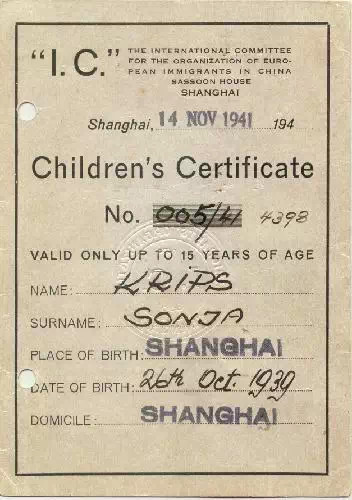 "I.C."
THE INTERNATIONAL COMMITTEE
FOR THE ORGANIZATION OF EURO-
PEAN IMMIGRANTS IN CHINA
SASSOON HOUSE
SHANGHAI
Shanghai, 14 NOV 1941 194
Children's Certificate
No. 005/41 4398
VALID ONLY UP TO 15 YEARS OF AGE
NAME: KRIPS
SURNAME: SONJA
PLACE OF BIRTH: SHANGHAI
DATE OF BIRTH: 26th Oct. 1939
DOMICILE: SHANGHAI